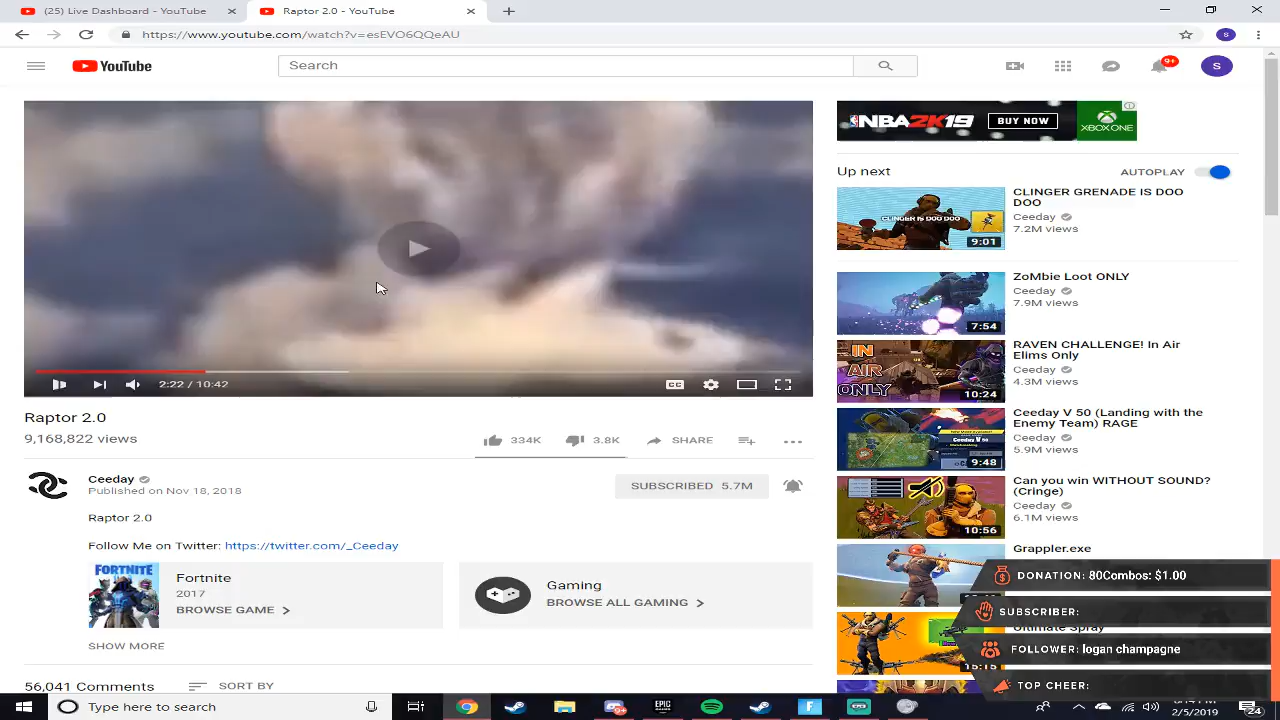 (25) Live Dashboard - YouTube
Raptor 2.0 - YouTube
https://www.youtube.com/watch?v=esEVO6QQeAU
S
YouTube
Search
9+
S
2:22 / 10:42
CC
NBA2K19
BUY NOW
XBOX ONE
Up next
AUTOPLAY
CLINGER IS DOO DOO
9:01
CLINGER GRENADE IS DOO
DOO
Ceeday
7.2M views
7:54
ZoMbie Loot ONLY
Ceeday
7.9M views
IN
AIR
ONLY
10:24
RAVEN CHALLENGE! In Air
Elims Only
Ceeday
4.3M views
Ceeday V 50
9:48
Ceeday V 50 (Landing with the
Enemy Team) RAGE
Ceeday
5.9M views
10:56
Can you win WITHOUT SOUND?
(Cringe)
Ceeday
6.1M views
Grappler.exe
Ultimate Spray
15:15
Raptor 2.0
9,168,822 views
334K
3.8K
SHARE
Ceeday
Published on Nov 18, 2018
SUBSCRIBED 5.7M
Raptor 2.0
Follow Me on Twitter: https://twitter.com/_Ceeday
FORTNITE
Fortnite
2017
BROWSE GAME
Gaming
BROWSE ALL GAMING
SHOW MORE
56,041 Comments
SORT BY
DONATION: 80Combos: $1.00
SUBSCRIBER:
FOLLOWER: logan champagne
TOP CHEER:
Type here to search
EPIC
GAMES
2/5/2019
24